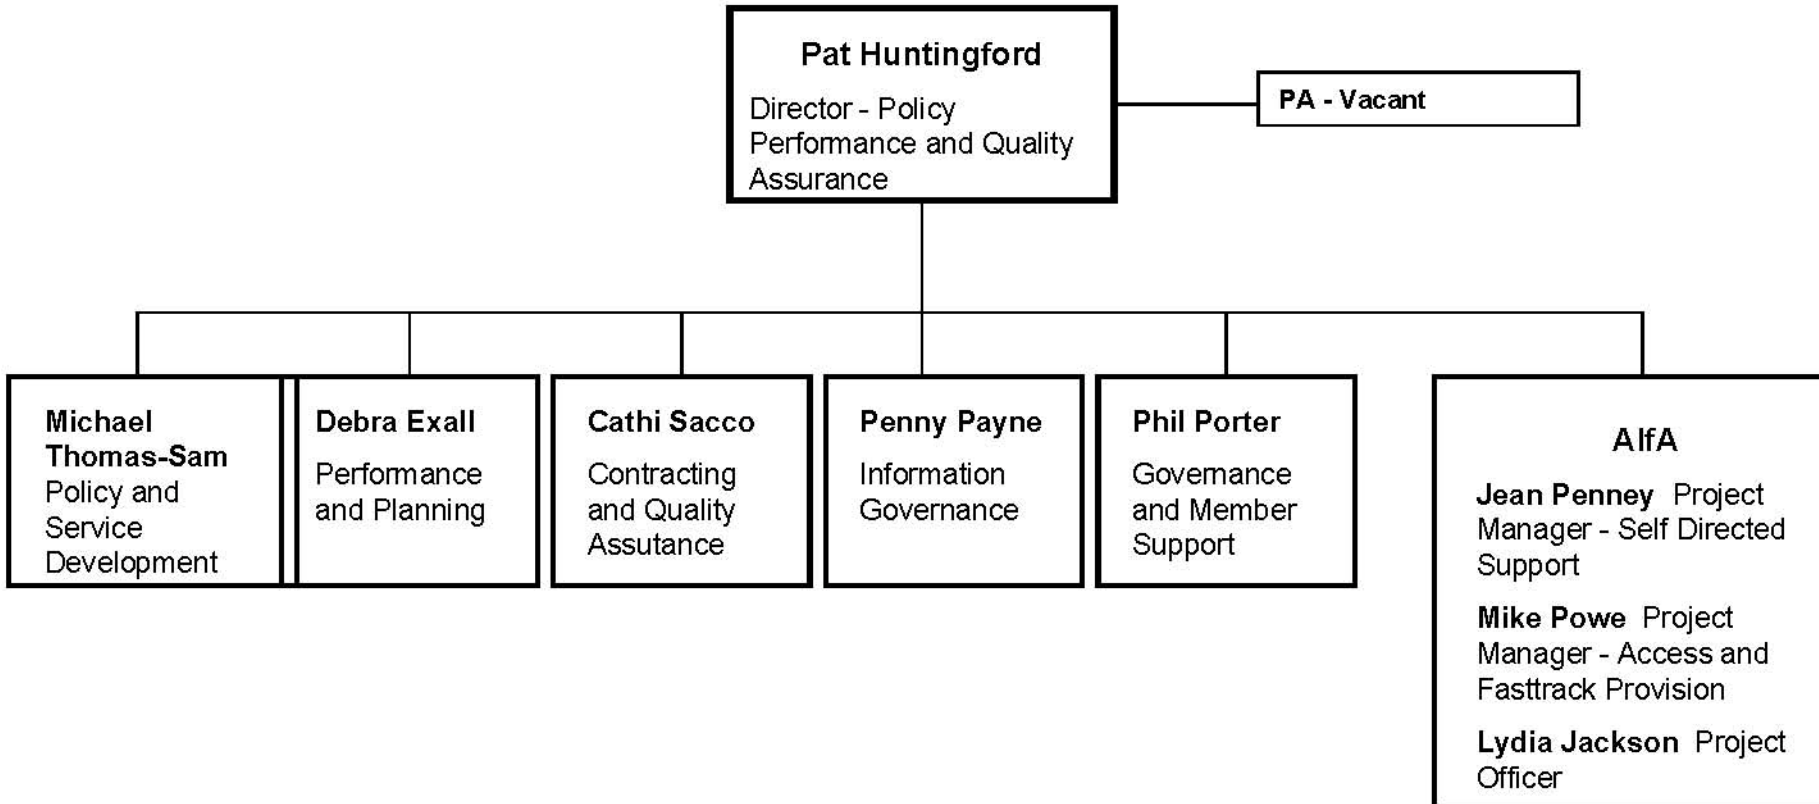 Pat Huntingford
Director - Policy
Performance and Quality
Assurance
PA - Vacant
Michael
Thomas-Sam
Policy and
Service
Development
Debra Exall
Performance
and Planning
Cathi Sacco
Contracting
and Quality
Assutance
Penny Payne
Information
Governance
Phil Porter
Governance
and Member
Support
AIfA
Jean Penney Project
Manager - Self Directed
Support
Mike Powe Project
Manager - Access and
Fasttrack Provision
Lydia Jackson Project
Officer